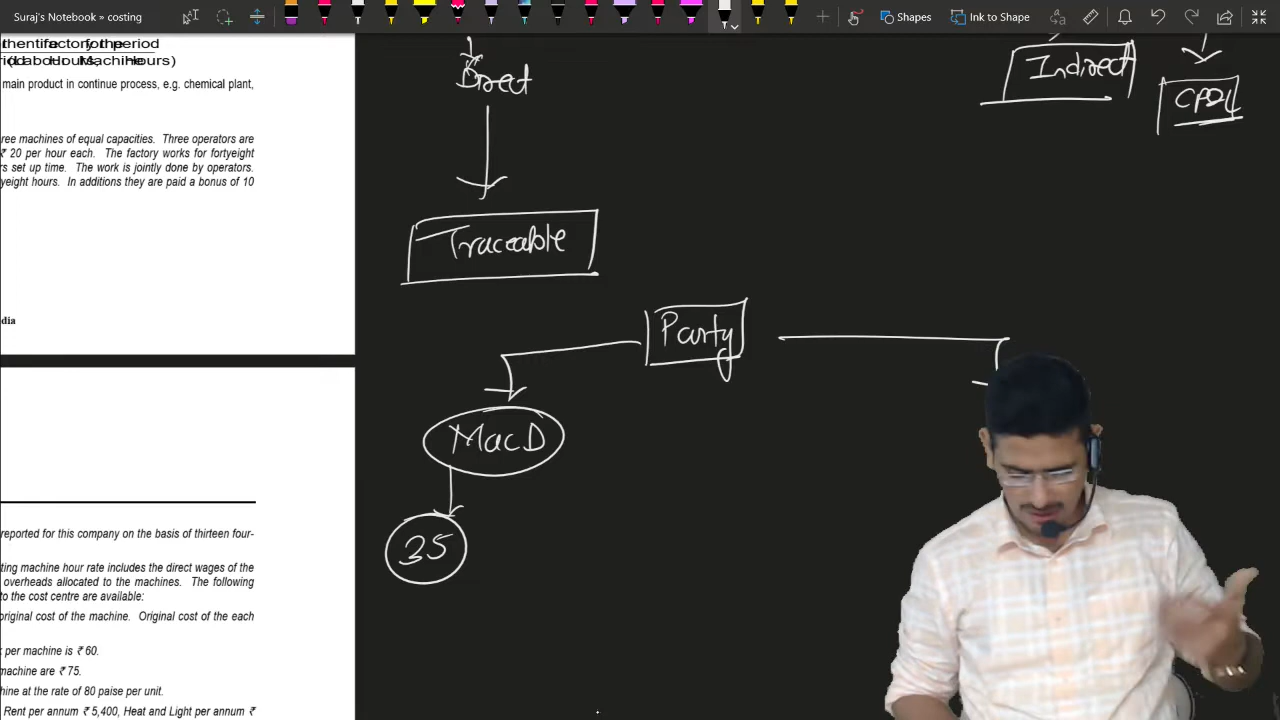 Suraj's Notebook » costing
Shapes
Ink to Shape
main product in continue process, e.g. chemical plant,
ree machines of equal capacities. Three operators are
₹ 20 per hour each. The factory works for fortyeight
rs set up time. The work is jointly done by operators.
yeight hours. In additions they are paid a bonus of 10
dia
reported for this company on the basis of thirteen four-
ting machine hour rate includes the direct wages of the
overheads allocated to the machines. The following
to the cost centre are available:
original cost of the machine. Original cost of the each
x per machine is ₹ 60.
machine are ₹ 75.
hine at the rate of 80 paise per unit.
Rent per annum ₹ 5,400, Heat and Light per annum ₹
Direct
Indirect
Traceable
Party
MacD
35